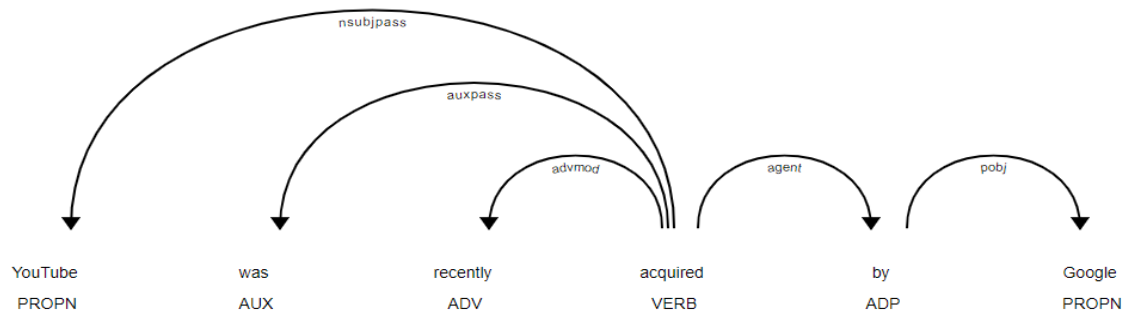 nsubjpass
auxpass
advmod agent pobj
YouTube was recently acquired by Google
PROPN AUX ADV VERB ADP PROPN